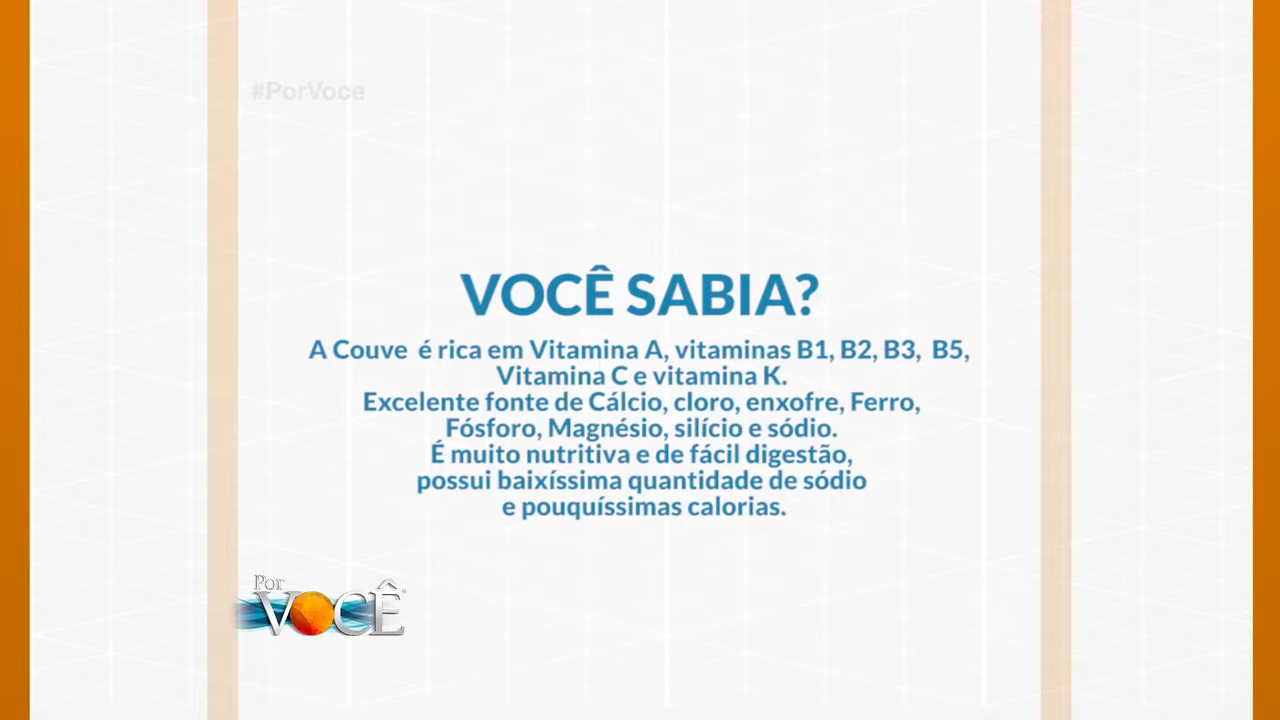 #PorVoce
VOCÊ SABIA?
A Couve é rica em Vitamina A, vitaminas B1, B2, B3, B5,
Vitamina C e vitamina K.
Excelente fonte de Cálcio, cloro, enxofre, Ferro,
Fósforo, Magnésio, silício e sódio.
É muito nutritiva e de fácil digestão,
possui baixíssima quantidade de sódio
e pouquíssimas calorias.
Por
VOCÊ